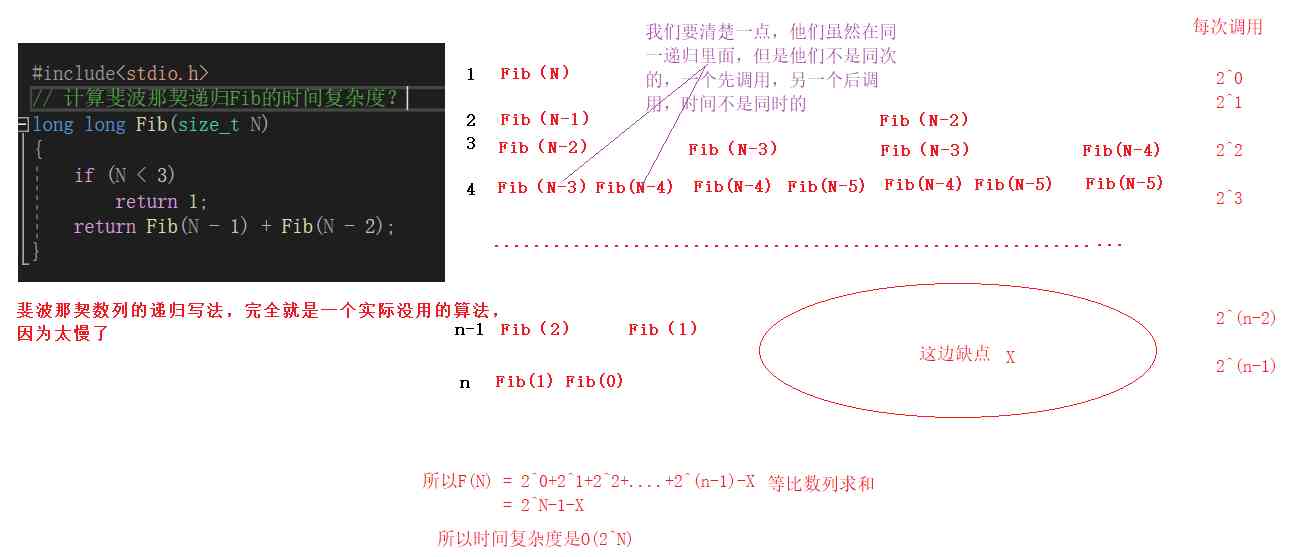 #include<stdio.h>
// 计算斐波那契递归Fib的时间复杂度？
long long Fib(size_t N)
{
if (N < 3)
return 1;
return Fib(N - 1) + Fib(N - 2);
}
斐波那契数列的递归写法，完全就是一个实际没用的算法，
因为太慢了
我们要清楚一点，他们虽然在同
一递归里面，但是他们不是同次
的，一个先调用，另一个后调
用，时间不是同时的
每次调用
1 Fib（N） 2^0
2^1
2 Fib（N-1） Fib（N-2）
3 Fib（N-2） Fib（N-3） Fib（N-3） Fib(N-4) 2^2
4 Fib（N-3） Fib(N-4) Fib(N-4) Fib(N-5) Fib(N-4) Fib(N-5) Fib(N-5) 2^3
n-1 Fib（2） Fib（1） 2^(n-2)
这边缺点 X
2^(n-1)
n Fib(1) Fib(0)
所以F(N) = 2^0+2^1+2^2+....+2^(n-1)-X 等比数列求和
= 2^N-1-X
所以时间复杂度是O(2^N)